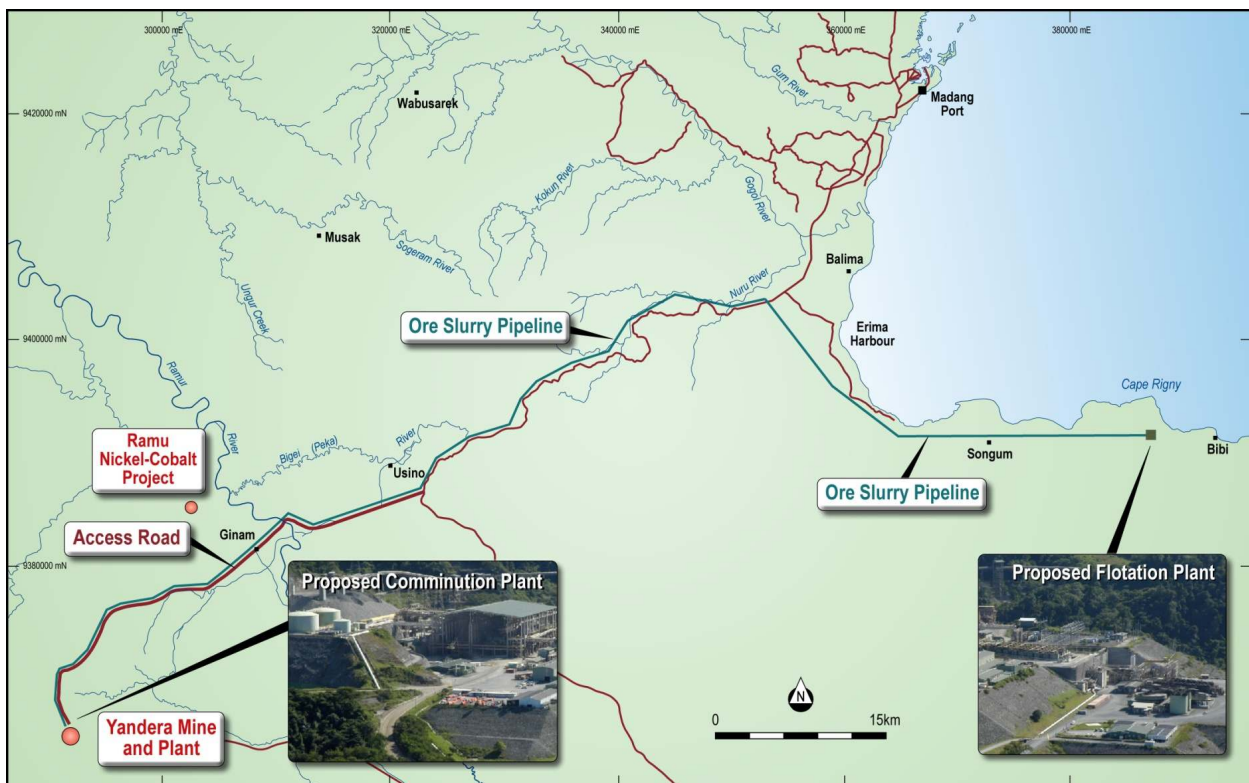 300000 mE
320000 mE
340000 mE
360000 mE
380000 mE
9420000 mN
9400000 mN
9380000 mN
Wabusarek
Gum River
Madang
Port
Kokun River
Gogol River
Musak
Sogeram River
Ungur Creek
Nuru River
Balima
Ore Slurry Pipeline
Erima
Harbour
Ramur
River
Cape Rigny
Ramu
Nickel-Cobalt
Project
Bigei (Peka)
River
Usino
Songum
Bibi
Ore Slurry Pipeline
Access Road
Ginam
Proposed Comminution Plant
Proposed Flotation Plant
Yandera Mine
and Plant
N
0
15km